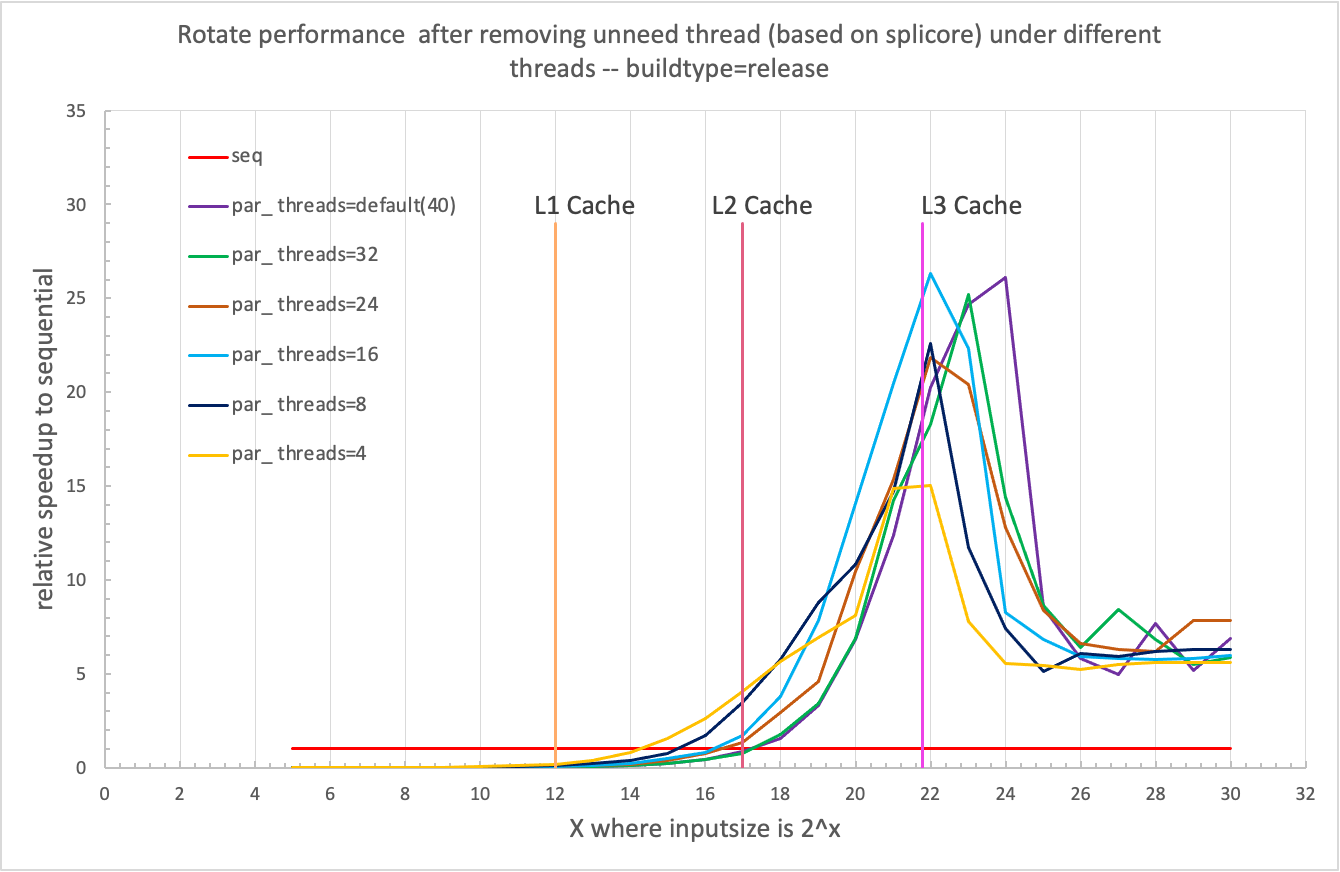 Rotate performance after removing unneed thread (based on splicore) under different
threads -- buildtype=release
relative speedup to sequential
35
30
25
20
15
10
5
0
seq
par_ threads=default(40)
par_ threads=32
par_ threads=24
par_ threads=16
par_ threads=8
par_ threads=4
L1 Cache
L2 Cache
L3 Cache
0 2 4 6 8 10 12 14 16 18 20 22 24 26 28 30 32
X where inputsize is 2^x